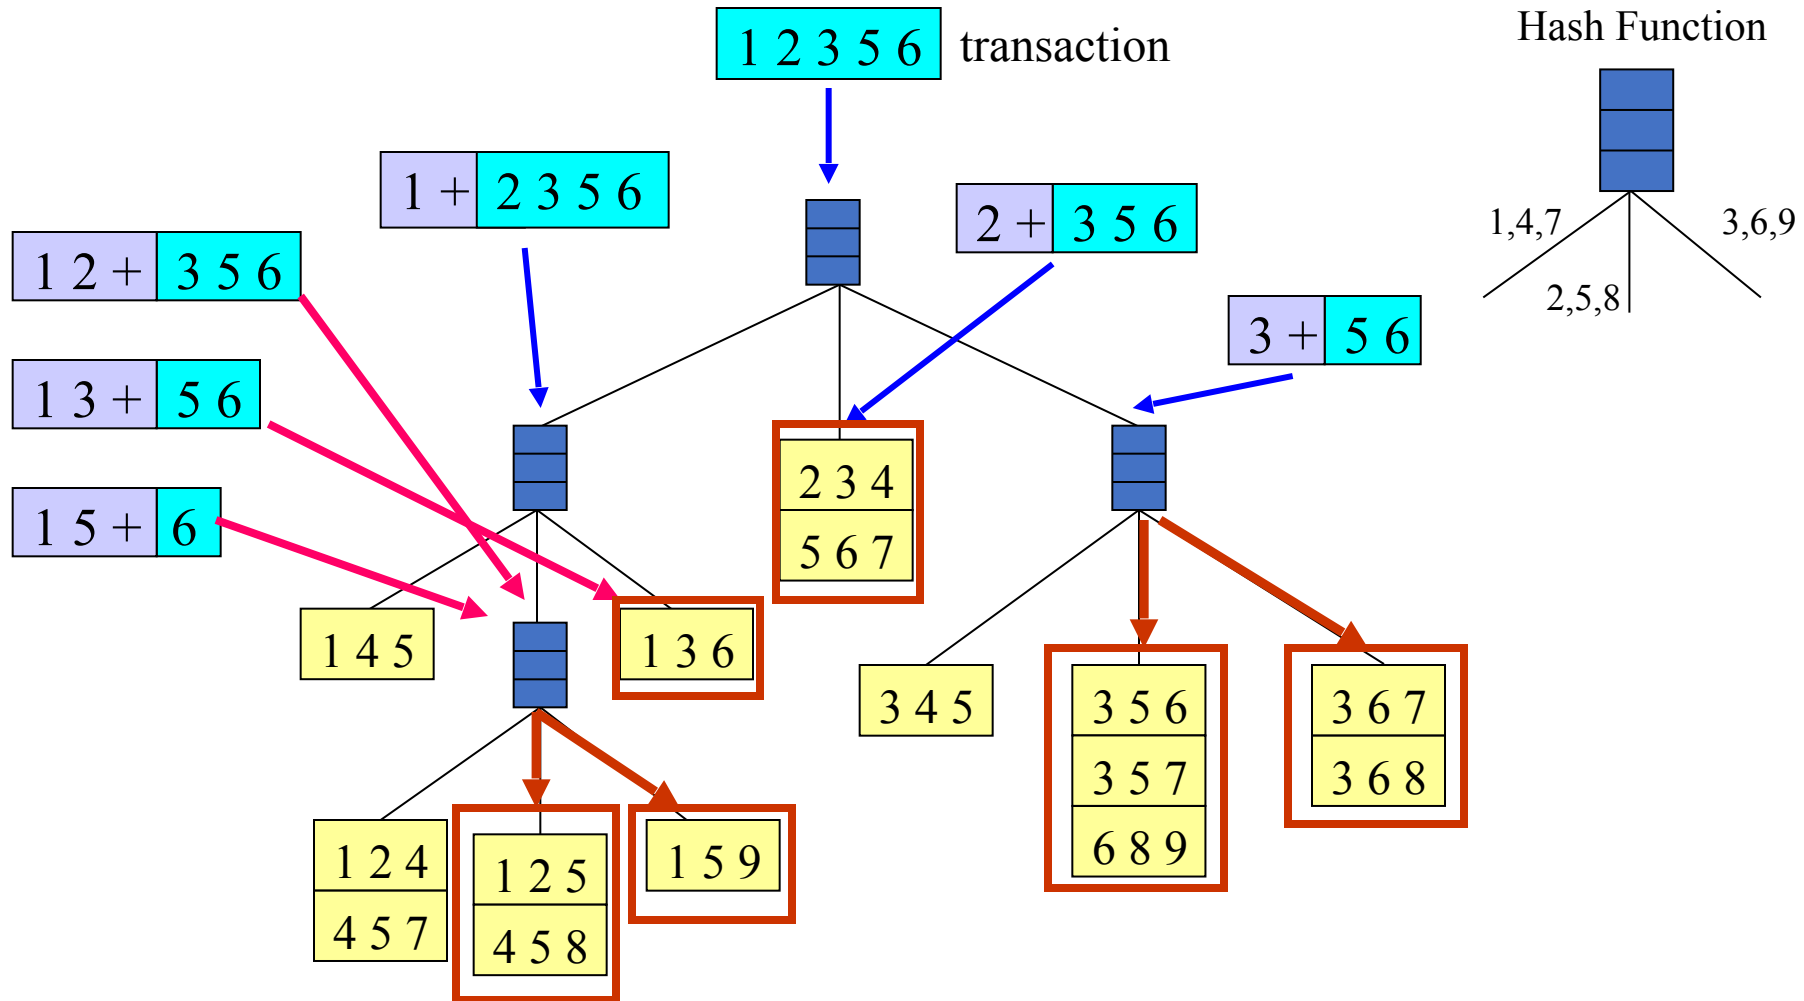 1 2 3 5 6 transaction
Hash Function
1 + 2 3 5 6
2 + 3 5 6
1,4,7
3,6,9
2,5,8
1 2 + 3 5 6
3 + 5 6
1 3 + 5 6
1 5 + 6
2 3 4
5 6 7
1 4 5
1 3 6
3 4 5
3 5 6
3 5 7
6 8 9
3 6 7
3 6 8
1 2 4
4 5 7
1 2 5
4 5 8
1 5 9